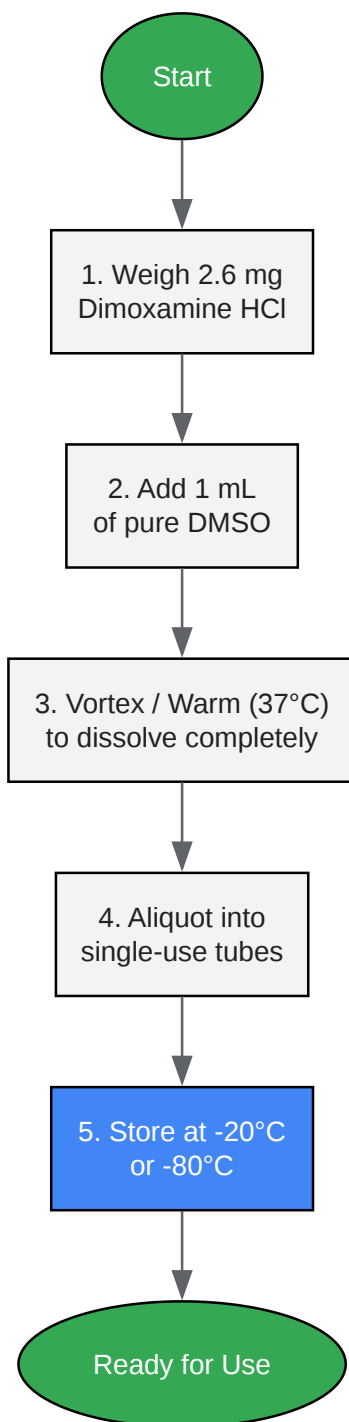 Start
1. Weigh 2.6 mg
Dimoxamine HCl
2. Add 1 mL
of pure DMSO
3. Vortex / Warm (37°C)
to dissolve completely
4. Aliquot into
single-use tubes
5. Store at -20°C
or -80°C
Ready for Use